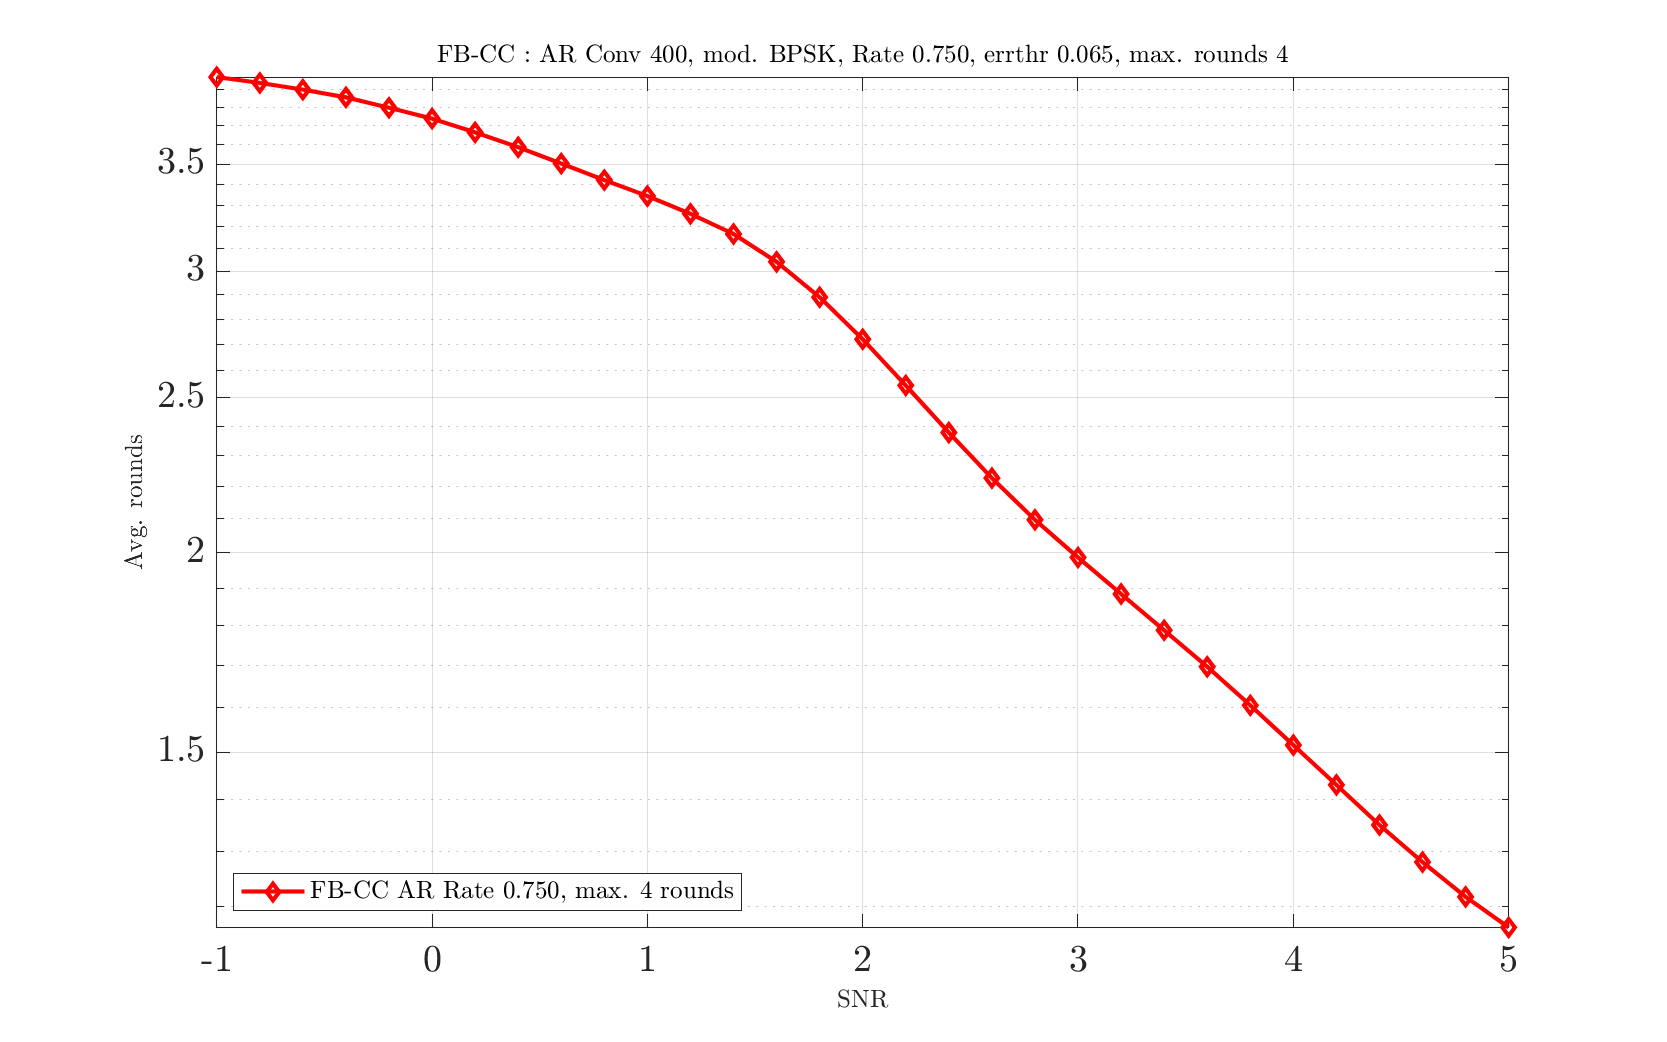 FB-CC : AR Conv 400, mod. BPSK, Rate 0.750, errthr 0.065, max. rounds 4
3.5
3
2.5
2
1.5
Avg. rounds
FB-CC AR Rate 0.750, max. 4 rounds
-1 0 1 2 3 4 5
SNR